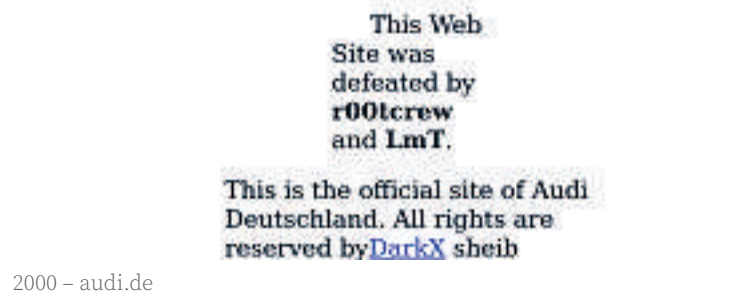 This Web
Site was
defeated by
r00tcrew
and LmT.
This is the official site of Audi
Deutschland. All rights are
reserved byDarkX sheib
2000 – audi.de